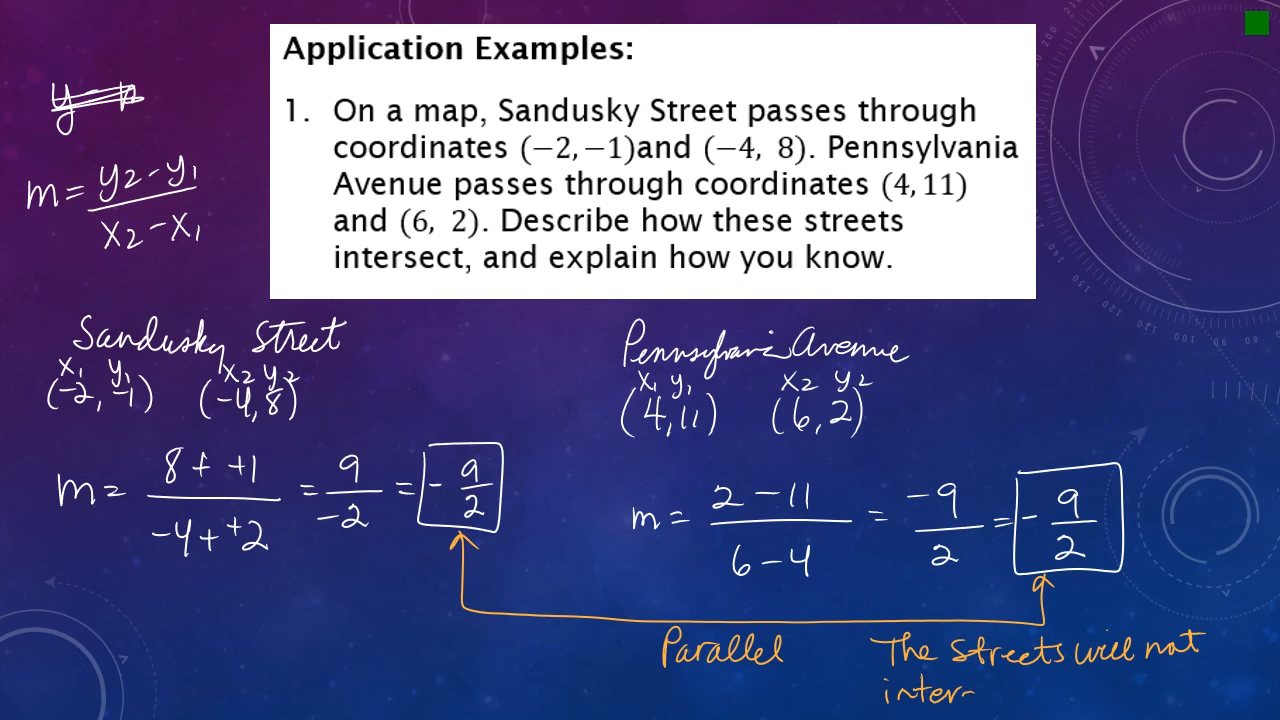 Application Examples:
1. On a map, Sandusky Street passes through
coordinates (−2,−1)and (−4, 8). Pennsylvania
Avenue passes through coordinates (4,11)
and (6, 2). Describe how these streets
intersect, and explain how you know.
m = y2 - y1
x2 - x1
Sandusky Street
x1 y1 x2 y2
(-2, -1) (-4, 8)
m = 8 + +1 = 9 = - 9
-4 + +2 -2 2
Pennsylvania Avenue
x1 y1 x2 y2
(4, 11) (6, 2)
m = 2 - 11 = -9 = - 9
6 - 4 2 2
Parallel
The streets will not
inter-